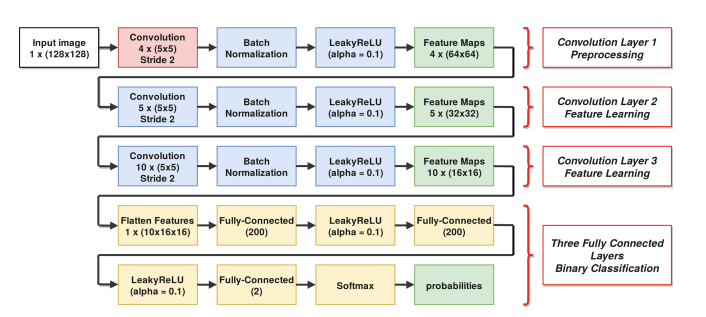 Input image
1 x (128x128)
Convolution
4 x (5x5)
Stride 2
Batch
Normalization
LeakyReLU
(alpha = 0.1)
Feature Maps
4 x (64x64)
Convolution Layer 1
Preprocessing
Convolution
5 x (5x5)
Stride 2
Batch
Normalization
LeakyReLU
(alpha = 0.1)
Feature Maps
5 x (32x32)
Convolution Layer 2
Feature Learning
Convolution
10 x (5x5)
Stride 2
Batch
Normalization
LeakyReLU
(alpha = 0.1)
Feature Maps
10 x (16x16)
Convolution Layer 3
Feature Learning
Flatten Features
1 x (10x16x16)
Fully-Connected
(200)
LeakyReLU
(alpha = 0.1)
Fully-Connected
(200)
Three Fully Connected
Layers
Binary Classification
LeakyReLU
(alpha = 0.1)
Fully-Connected
(2)
Softmax
probabilities